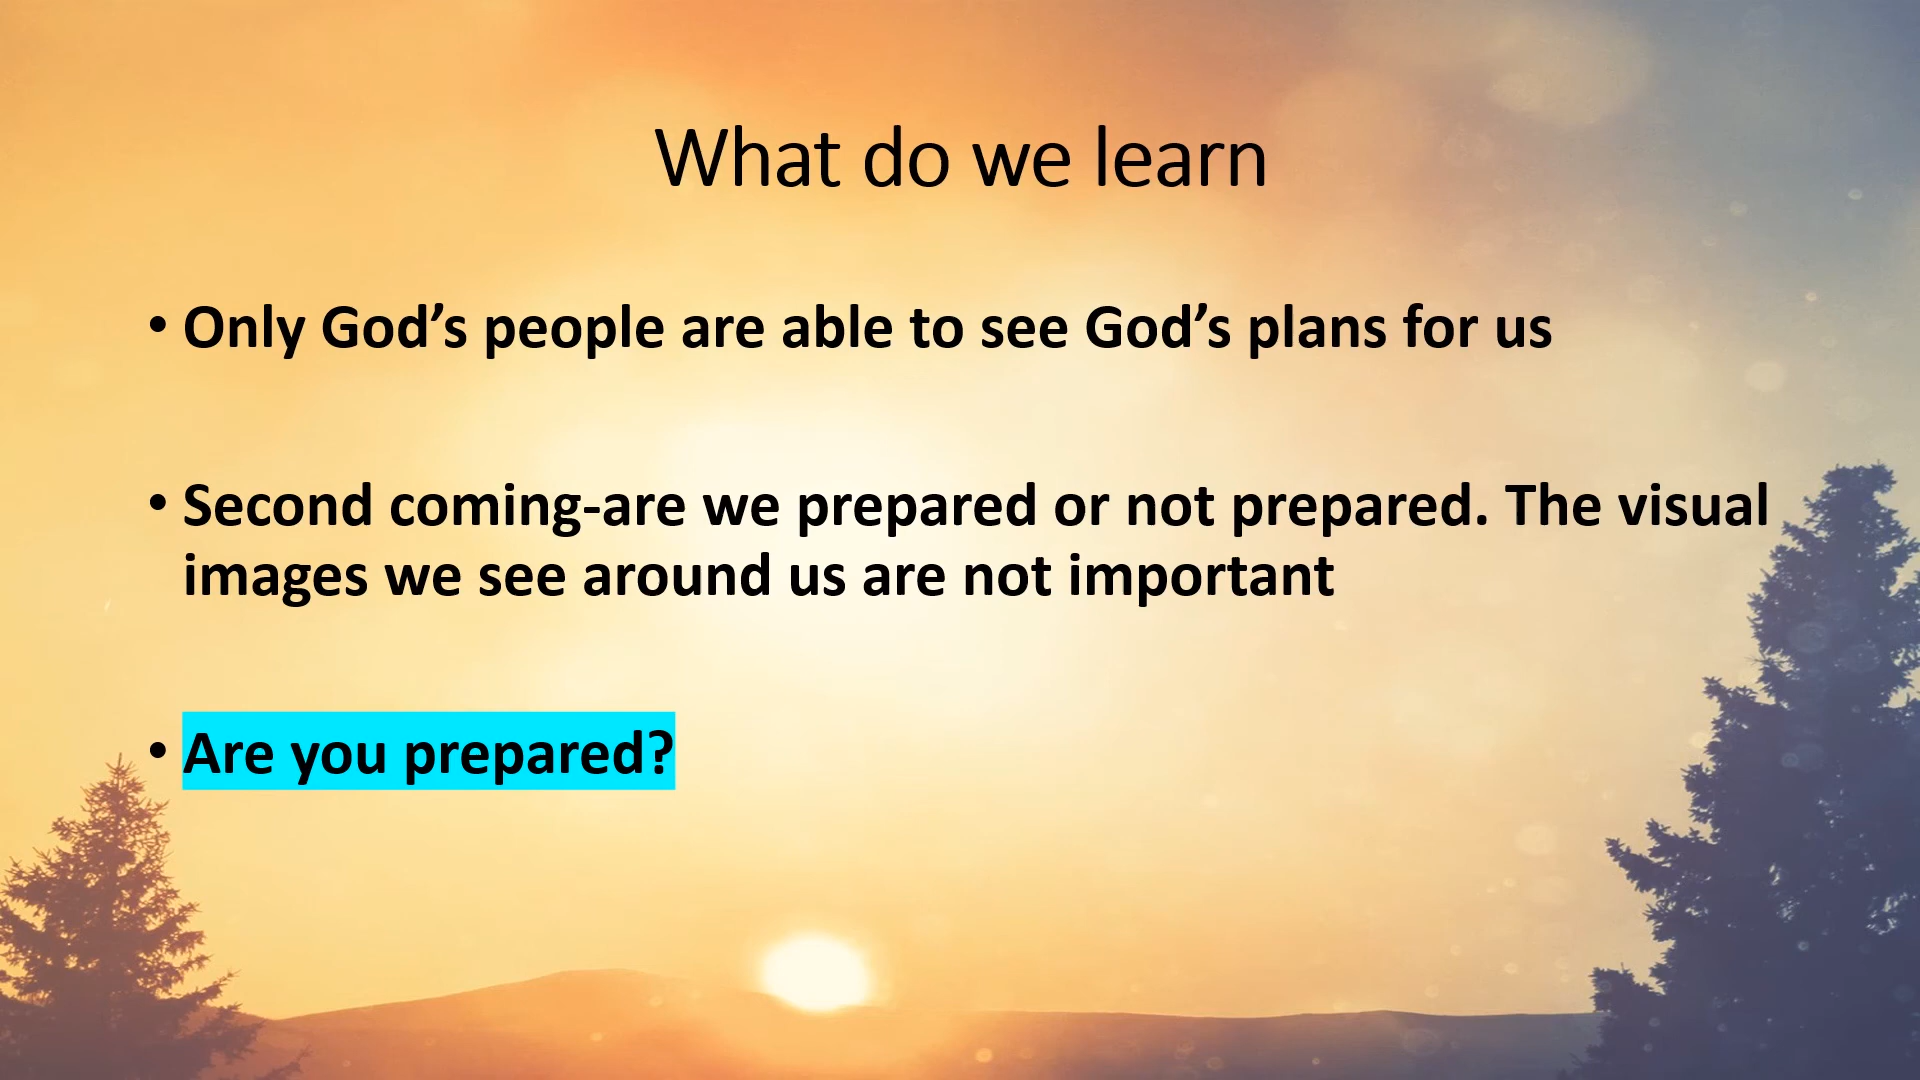 What do we learn
• Only God’s people are able to see God’s plans for us
• Second coming-are we prepared or not prepared. The visual
images we see around us are not important
• Are you prepared?